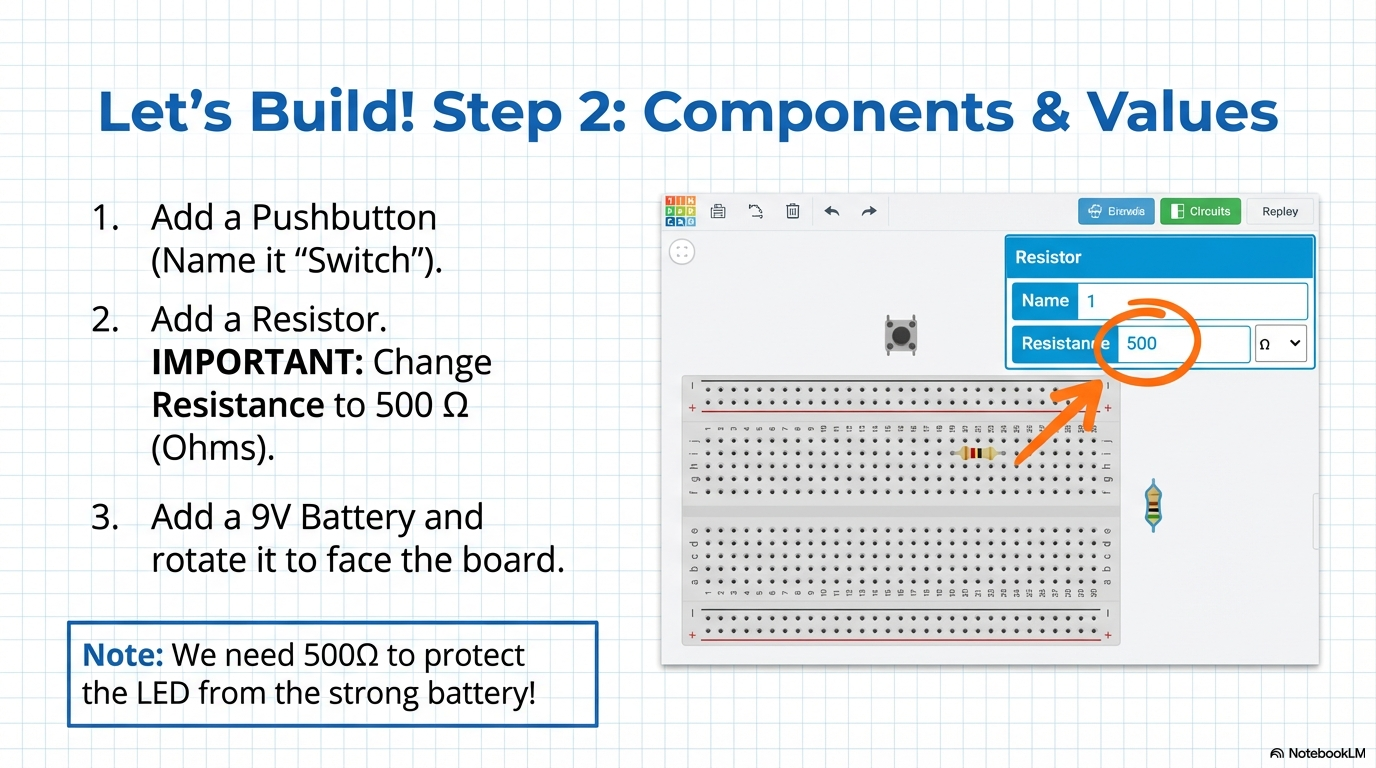 Let's Build! Step 2: Components & Values
1. Add a Pushbutton
(Name it “Switch”).
2. Add a Resistor.
IMPORTANT: Change
Resistance to 500 Ω
(Ohms).
3. Add a 9V Battery and
rotate it to face the board.
Note: We need 500Ω to protect
the LED from the strong battery!
Circuits
Replay
Resistor
Name 1
Resistance 500 Ω
NotebookLM